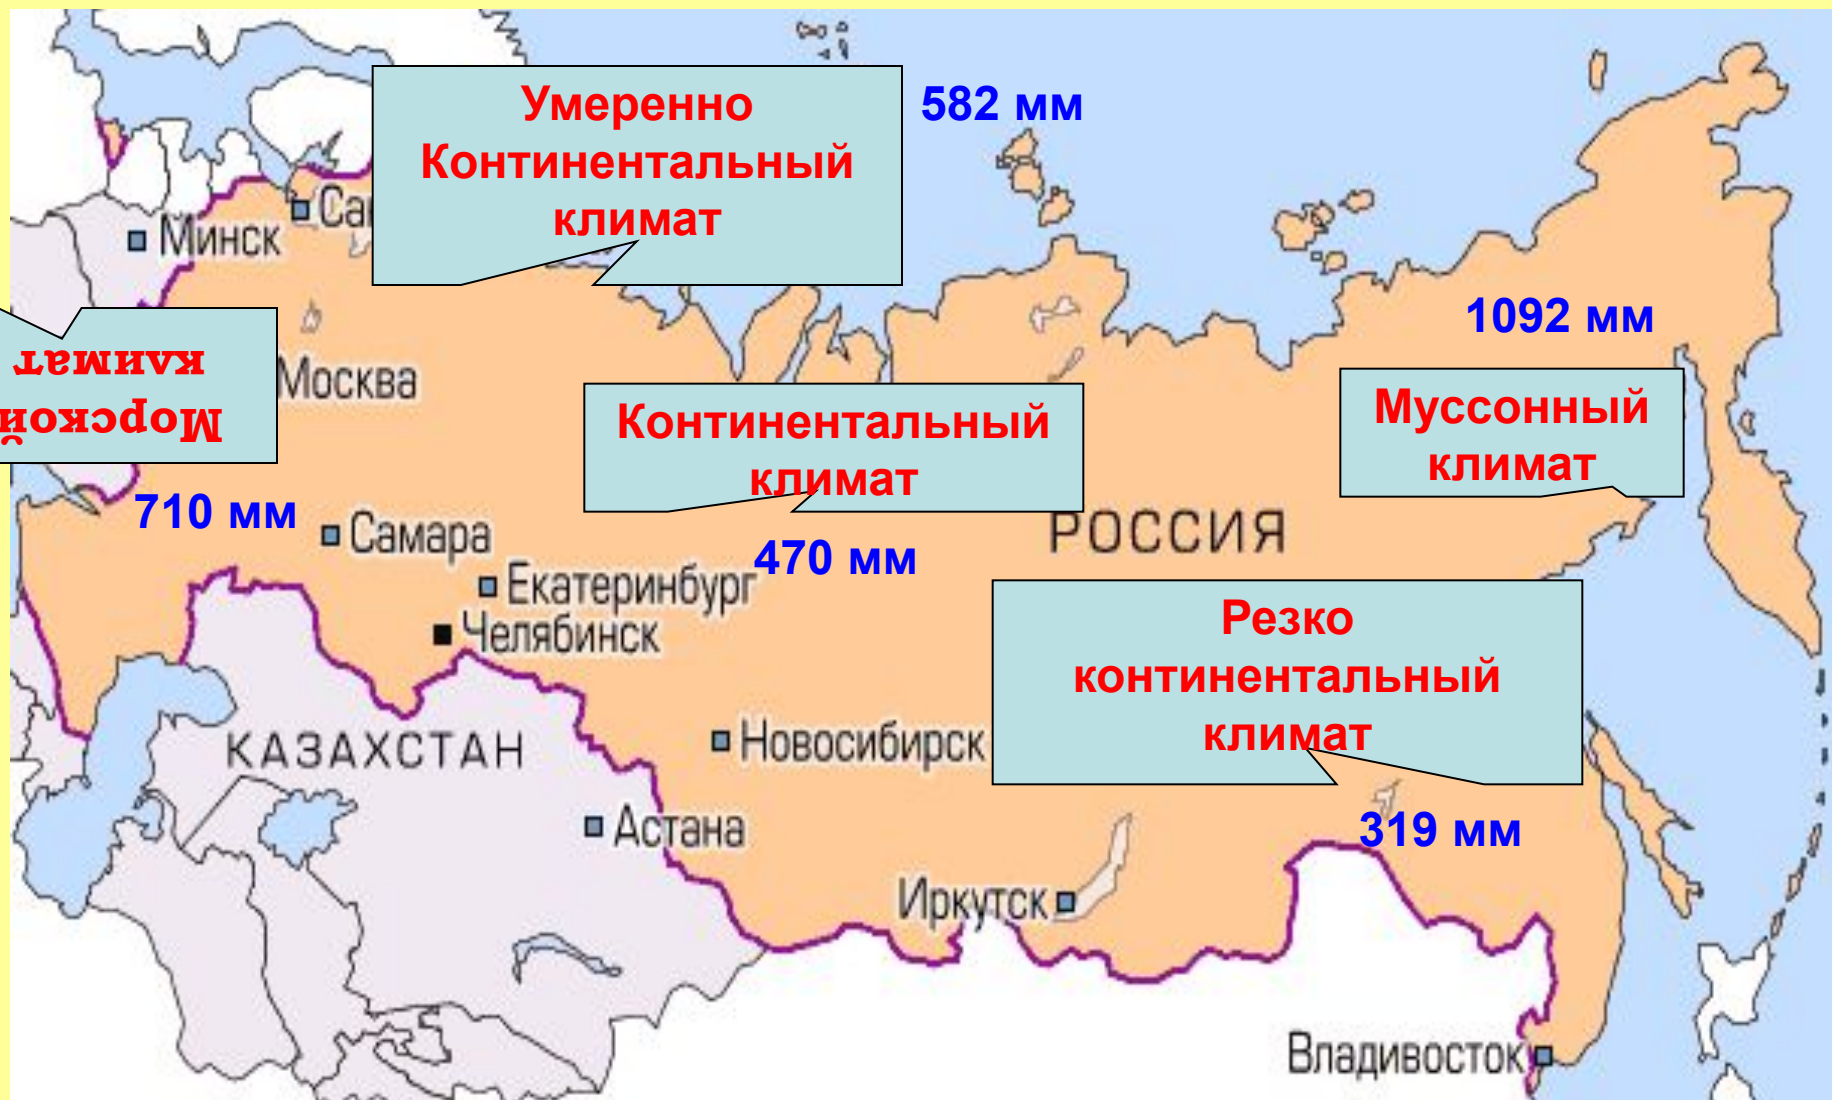 Умеренно
Континентальный
климат
582 мм
Минск
1092 мм
Морской
климат
Москва
Континентальный
климат
Муссонный
климат
710 мм
Самара
470 мм
РОССИЯ
Екатеринбург
Челябинск
Резко
континентальный
климат
КАЗАХСТАН
Новосибирск
Астана
319 мм
Иркутск
Владивосток